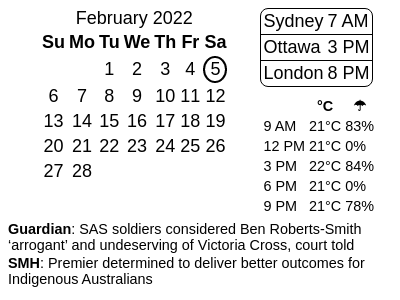 February 2022
Su Mo Tu We Th Fr Sa
1 2 3 4 5
6 7 8 9 10 11 12
13 14 15 16 17 18 19
20 21 22 23 24 25 26
27 28
Sydney 7 AM
Ottawa 3 PM
London 8 PM
°C ☂
9 AM 21°C 83%
12 PM 21°C 0%
3 PM 22°C 84%
6 PM 21°C 0%
9 PM 21°C 78%
Guardian: SAS soldiers considered Ben Roberts-Smith
‘arrogant’ and undeserving of Victoria Cross, court told
SMH: Premier determined to deliver better outcomes for
Indigenous Australians